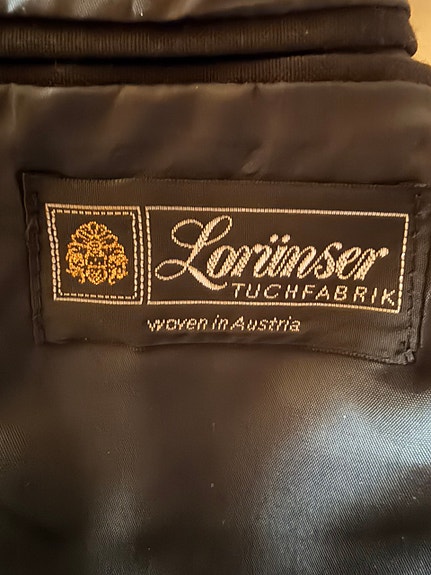 Lorünser
TUCHFABRIK
woven in Austria